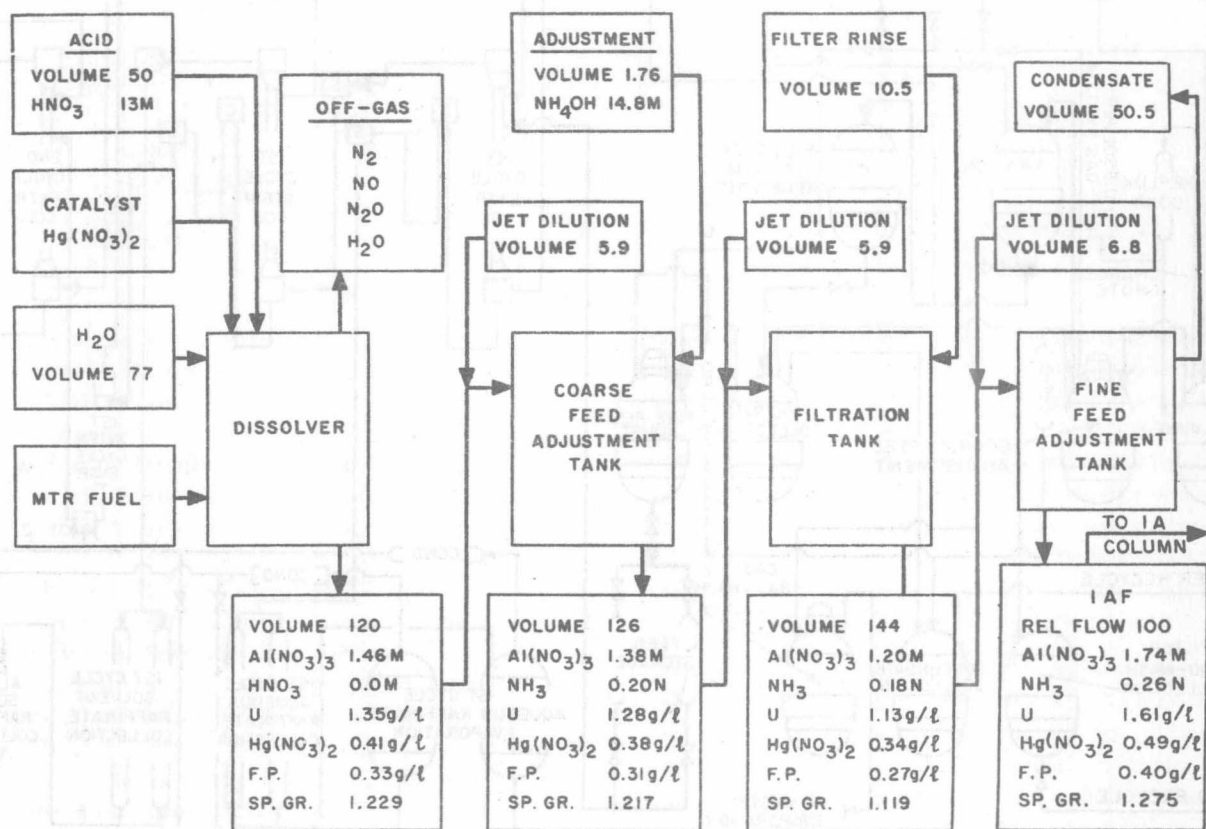 ACID
VOLUME 50
HNO3 13M
OFF-GAS
N2
NO
N2O
H2O
ADJUSTMENT
VOLUME 1.76
NH4OH 14.8M
FILTER RINSE
VOLUME 10.5
CONDENSATE
VOLUME 50.5
CATALYST
Hg(NO3)2
JET DILUTION
VOLUME 5.9
JET DILUTION
VOLUME 5.9
JET DILUTION
VOLUME 6.8
H2O
VOLUME 77
MTR FUEL
DISSOLVER
COARSE
FEED
ADJUSTMENT
TANK
FILTRATION
TANK
FINE
FEED
ADJUSTMENT
TANK
TO IA
COLUMN
VOLUME 120
Al(NO3)3 1.46M
HNO3 0.0M
U 1.35g/ℓ
Hg(NO3)2 0.41g/ℓ
F.P. 0.33g/ℓ
SP. GR. 1.229
VOLUME 126
Al(NO3)3 1.38M
NH3 0.20N
U 1.28g/ℓ
Hg(NO3)2 0.38g/ℓ
F.P. 0.31g/ℓ
SP. GR. 1.217
VOLUME 144
Al(NO3)3 1.20M
NH3 0.18N
U 1.13g/ℓ
Hg(NO3)2 0.34g/ℓ
F.P. 0.27g/ℓ
SP. GR. 1.119
IAF
REL. FLOW 100
Al(NO3)3 1.74M
NH3 0.26N
U 1.61g/ℓ
Hg(NO3)2 0.49g/ℓ
F.P. 0.40g/ℓ
SP. GR. 1.275